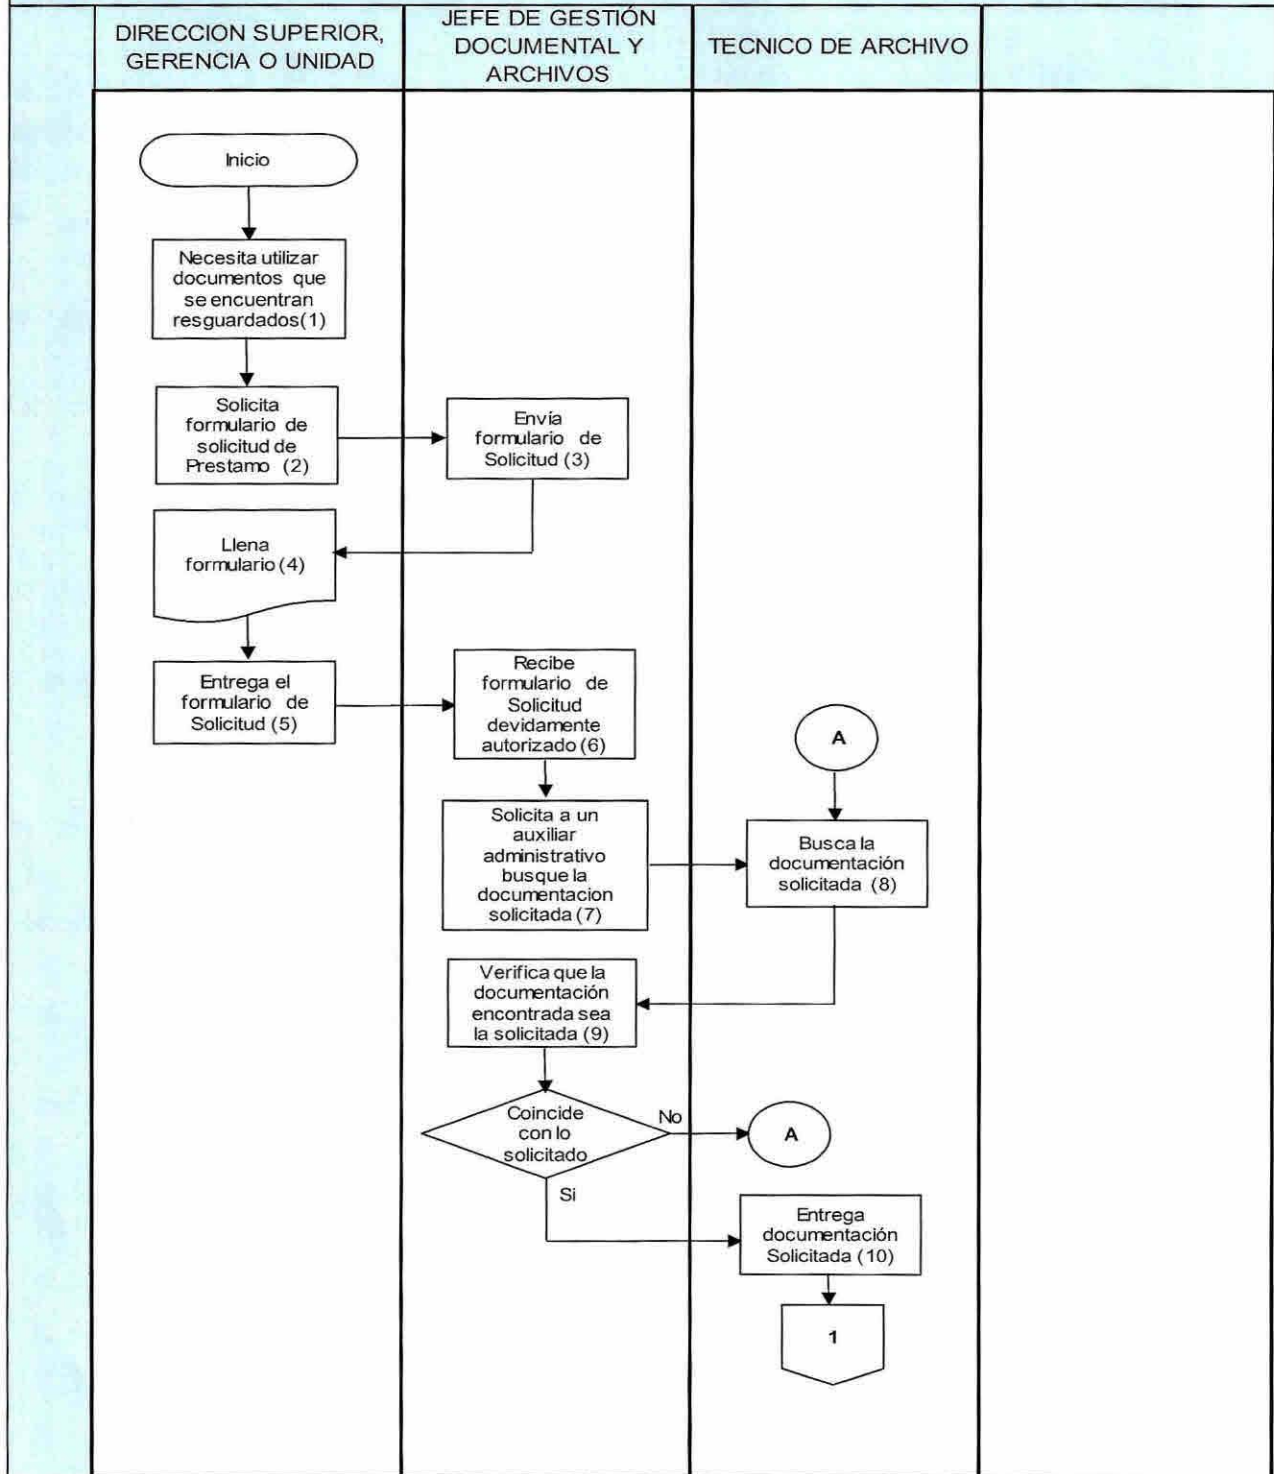 DIRECCION SUPERIOR,
GERENCIA O UNIDAD
JEFE DE GESTIÓN
DOCUMENTAL Y
ARCHIVOS
TECNICO DE ARCHIVO
Inicio
Necesita utilizar
documentos que
se encuentran
resguardados(1)
Solicita
formulario de
solicitud de
Prestamo (2)
Envía
formulario de
Solicitud (3)
Llena
formulario (4)
Entrega el
formulario de
Solicitud (5)
Recibe
formulario de
Solicitud
devidamente
autorizado (6)
A
Solicita a un
auxiliar
administrativo
busque la
documentacion
solicitada (7)
Busca la
documentación
solicitada (8)
Verifica que la
documentación
encontrada sea
la solicitada (9)
Coincide
con lo
solicitado
No
A
Si
Entrega
documentación
Solicitada (10)
1